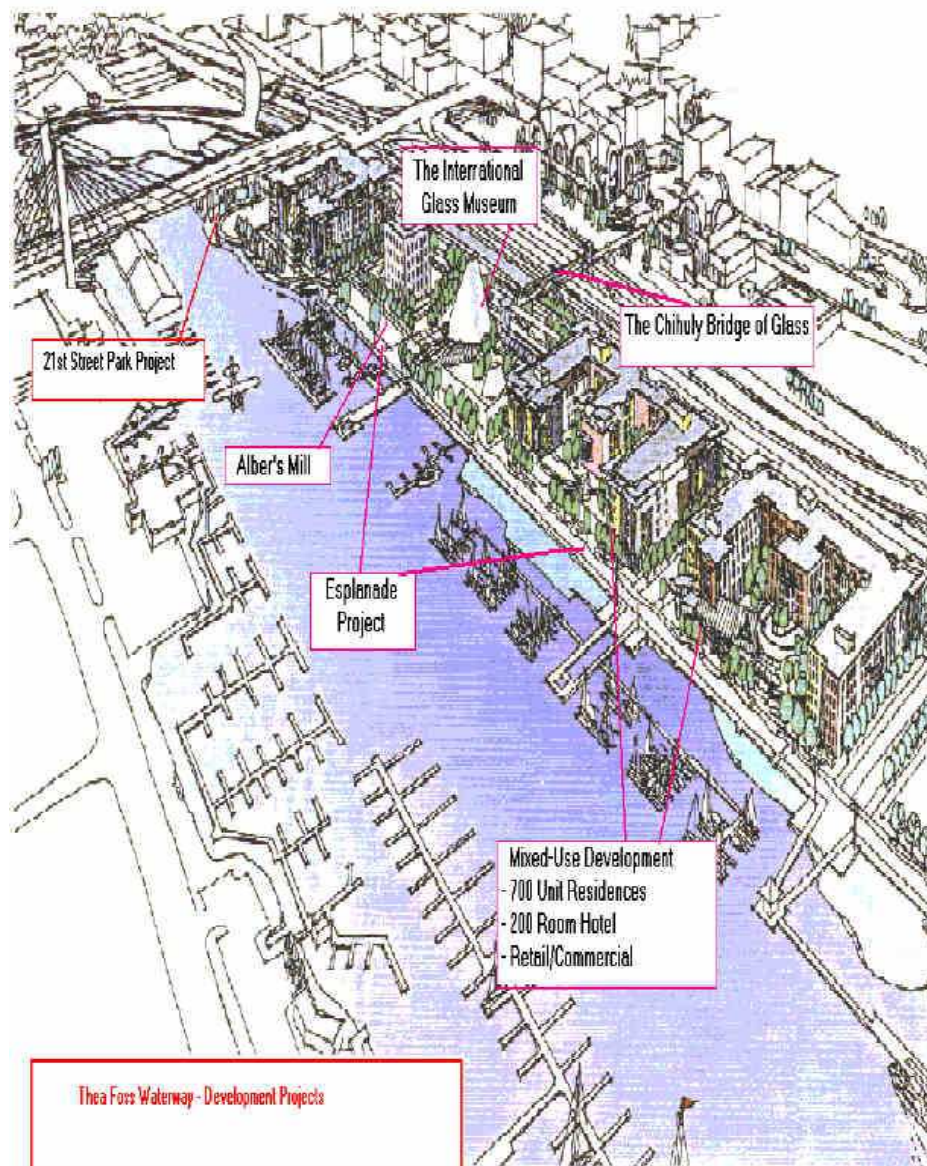 The International
Glass Museum
The Chihuly Bridge of Glass
21st Street Park Project
Alber's Mill
Esplanade
Project
Mixed-Use Development
- 700 Unit Residences
- 200 Room Hotel
- Retail/Commercial
Thea Foss Waterway - Development Projects